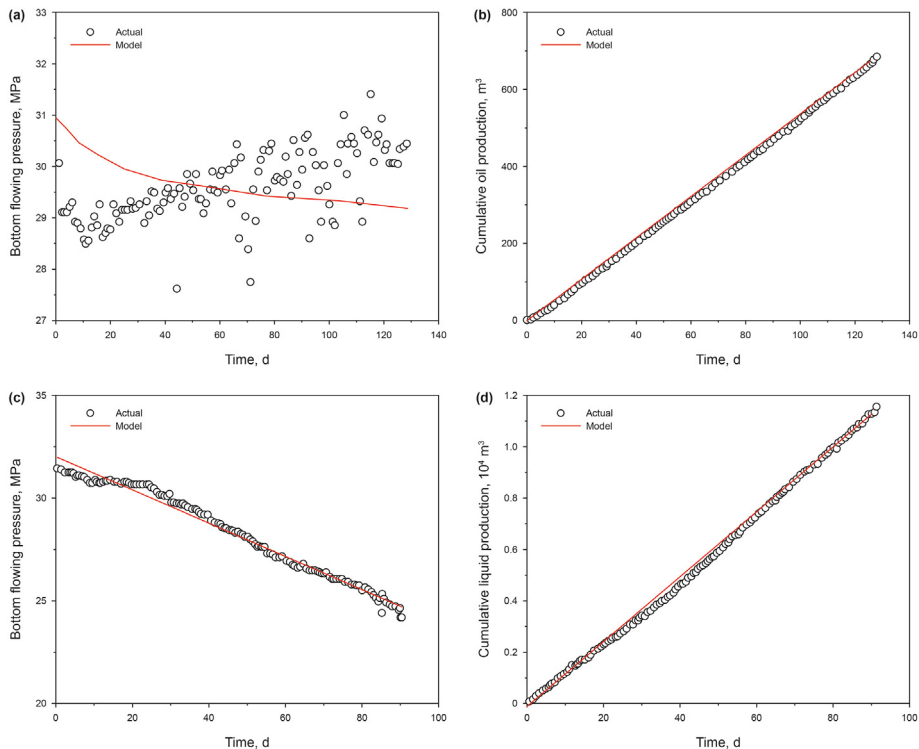 (a)
33
32
31
30
29
28
27
Bottom flowing pressure, MPa
Actual
Model
0
20
40
60
80
100
120
140
Time, d
(b)
800
600
400
200
0
Cumulative oil production, m³
Actual
Model
0
20
40
60
80
100
120
140
Time, d
(c)
35
30
25
20
Bottom flowing pressure, MPa
Actual
Model
0
20
40
60
80
100
Time, d
(d)
1.2
1.0
0.8
0.6
0.4
0.2
0
Cumulative liquid production, 10⁴ m³
Actual
Model
0
20
40
60
80
100
Time, d